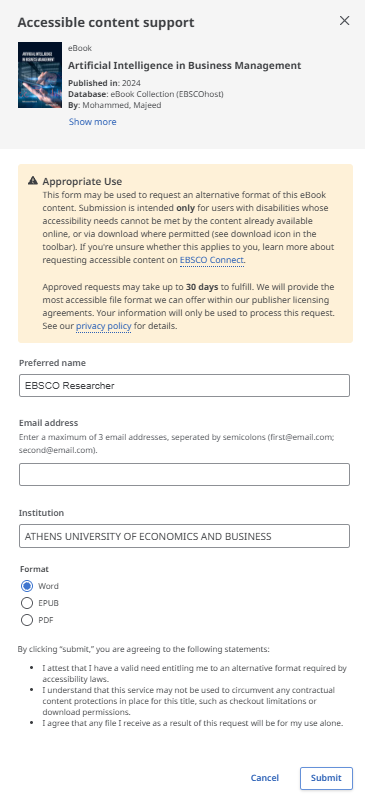 Accessible content support
ARTIFICIAL INTELLIGENCE
IN BUSINESS MANAGEMENT
eBook
Artificial Intelligence in Business Management
Published in: 2024
Database: eBook Collection (EBSCOhost)
By: Mohammed, Majeed
Show more
Appropriate Use
This form may be used to request an alternative format of this eBook
content. Submission is intended only for users with disabilities whose
accessibility needs cannot be met by the content already available
online, or via download where permitted (see download icon in the
toolbar). If you're unsure whether this applies to you, learn more about
requesting accessible content on EBSCO Connect.
Approved requests may take up to 30 days to fulfill. We will provide the
most accessible file format we can offer within our publisher licensing
agreements. Your information will only be used to process this request.
See our privacy policy for details.
Preferred name
EBSCO Researcher
Email address
Enter a maximum of 3 email addresses, seperated by semicolons (first@email.com;
second@email.com).
Institution
ATHENS UNIVERSITY OF ECONOMICS AND BUSINESS
Format
Word
EPUB
PDF
By clicking "submit," you are agreeing to the following statements:
• I attest that I have a valid need entitling me to an alternative format required by
accessibility laws.
• I understand that this service may not be used to circumvent any contractual
content protections in place for this title, such as checkout limitations or
download permissions.
• I agree that any file I receive as a result of this request will be for my use alone.
Cancel
Submit